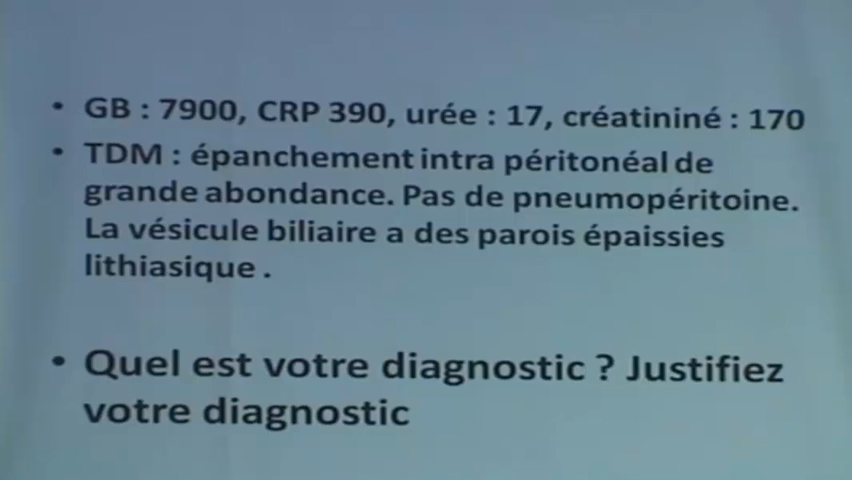 • GB : 7900, CRP 390, urée : 17, créatininé : 170
• TDM : épanchement intra péritonéal de
grande abondance. Pas de pneumopéritoine.
La vésicule biliaire a des parois épaissies
lithiasique .
• Quel est votre diagnostic ? Justifiez
votre diagnostic